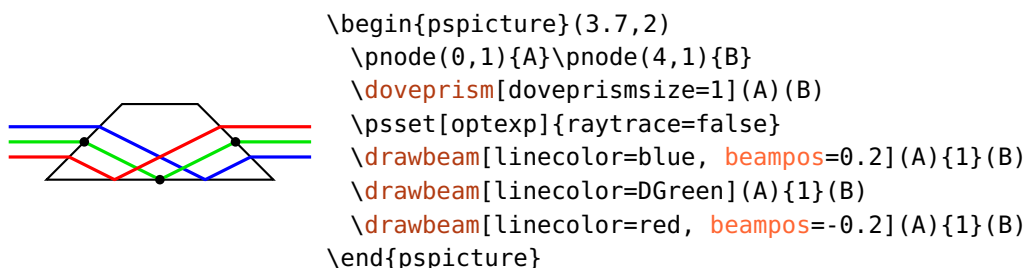 \begin{pspicture}(3.7,2)
  \pnode(0,1){A}\pnode(4,1){B}
  \doveprism[doveprismsize=1](A)(B)
  \psset[optexp]{raytrace=false}
  \drawbeam[linecolor=blue, beampos=0.2](A){1}(B)
  \drawbeam[linecolor=DGreen](A){1}(B)
  \drawbeam[linecolor=red, beampos=-0.2](A){1}(B)
\end{pspicture}